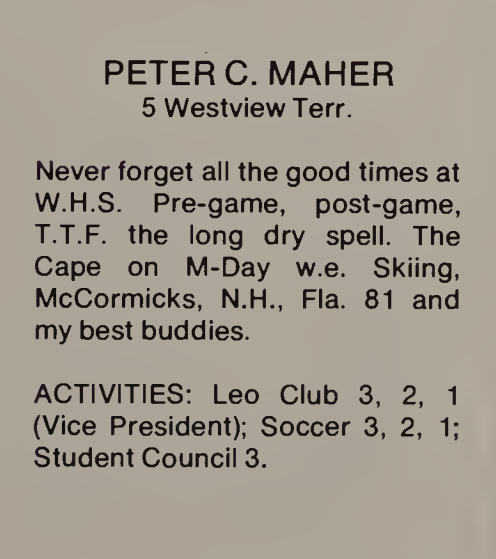 PETER C. MAHER
5 Westview Terr.
Never forget all the good times at
W.H.S. Pre-game, post-game,
T.T.F. the long dry spell. The
Cape on M-Day w.e. Skiing,
McCormicks, N.H., Fla. 81 and
my best buddies.
ACTIVITIES: Leo Club 3, 2, 1
(Vice President); Soccer 3, 2, 1;
Student Council 3.